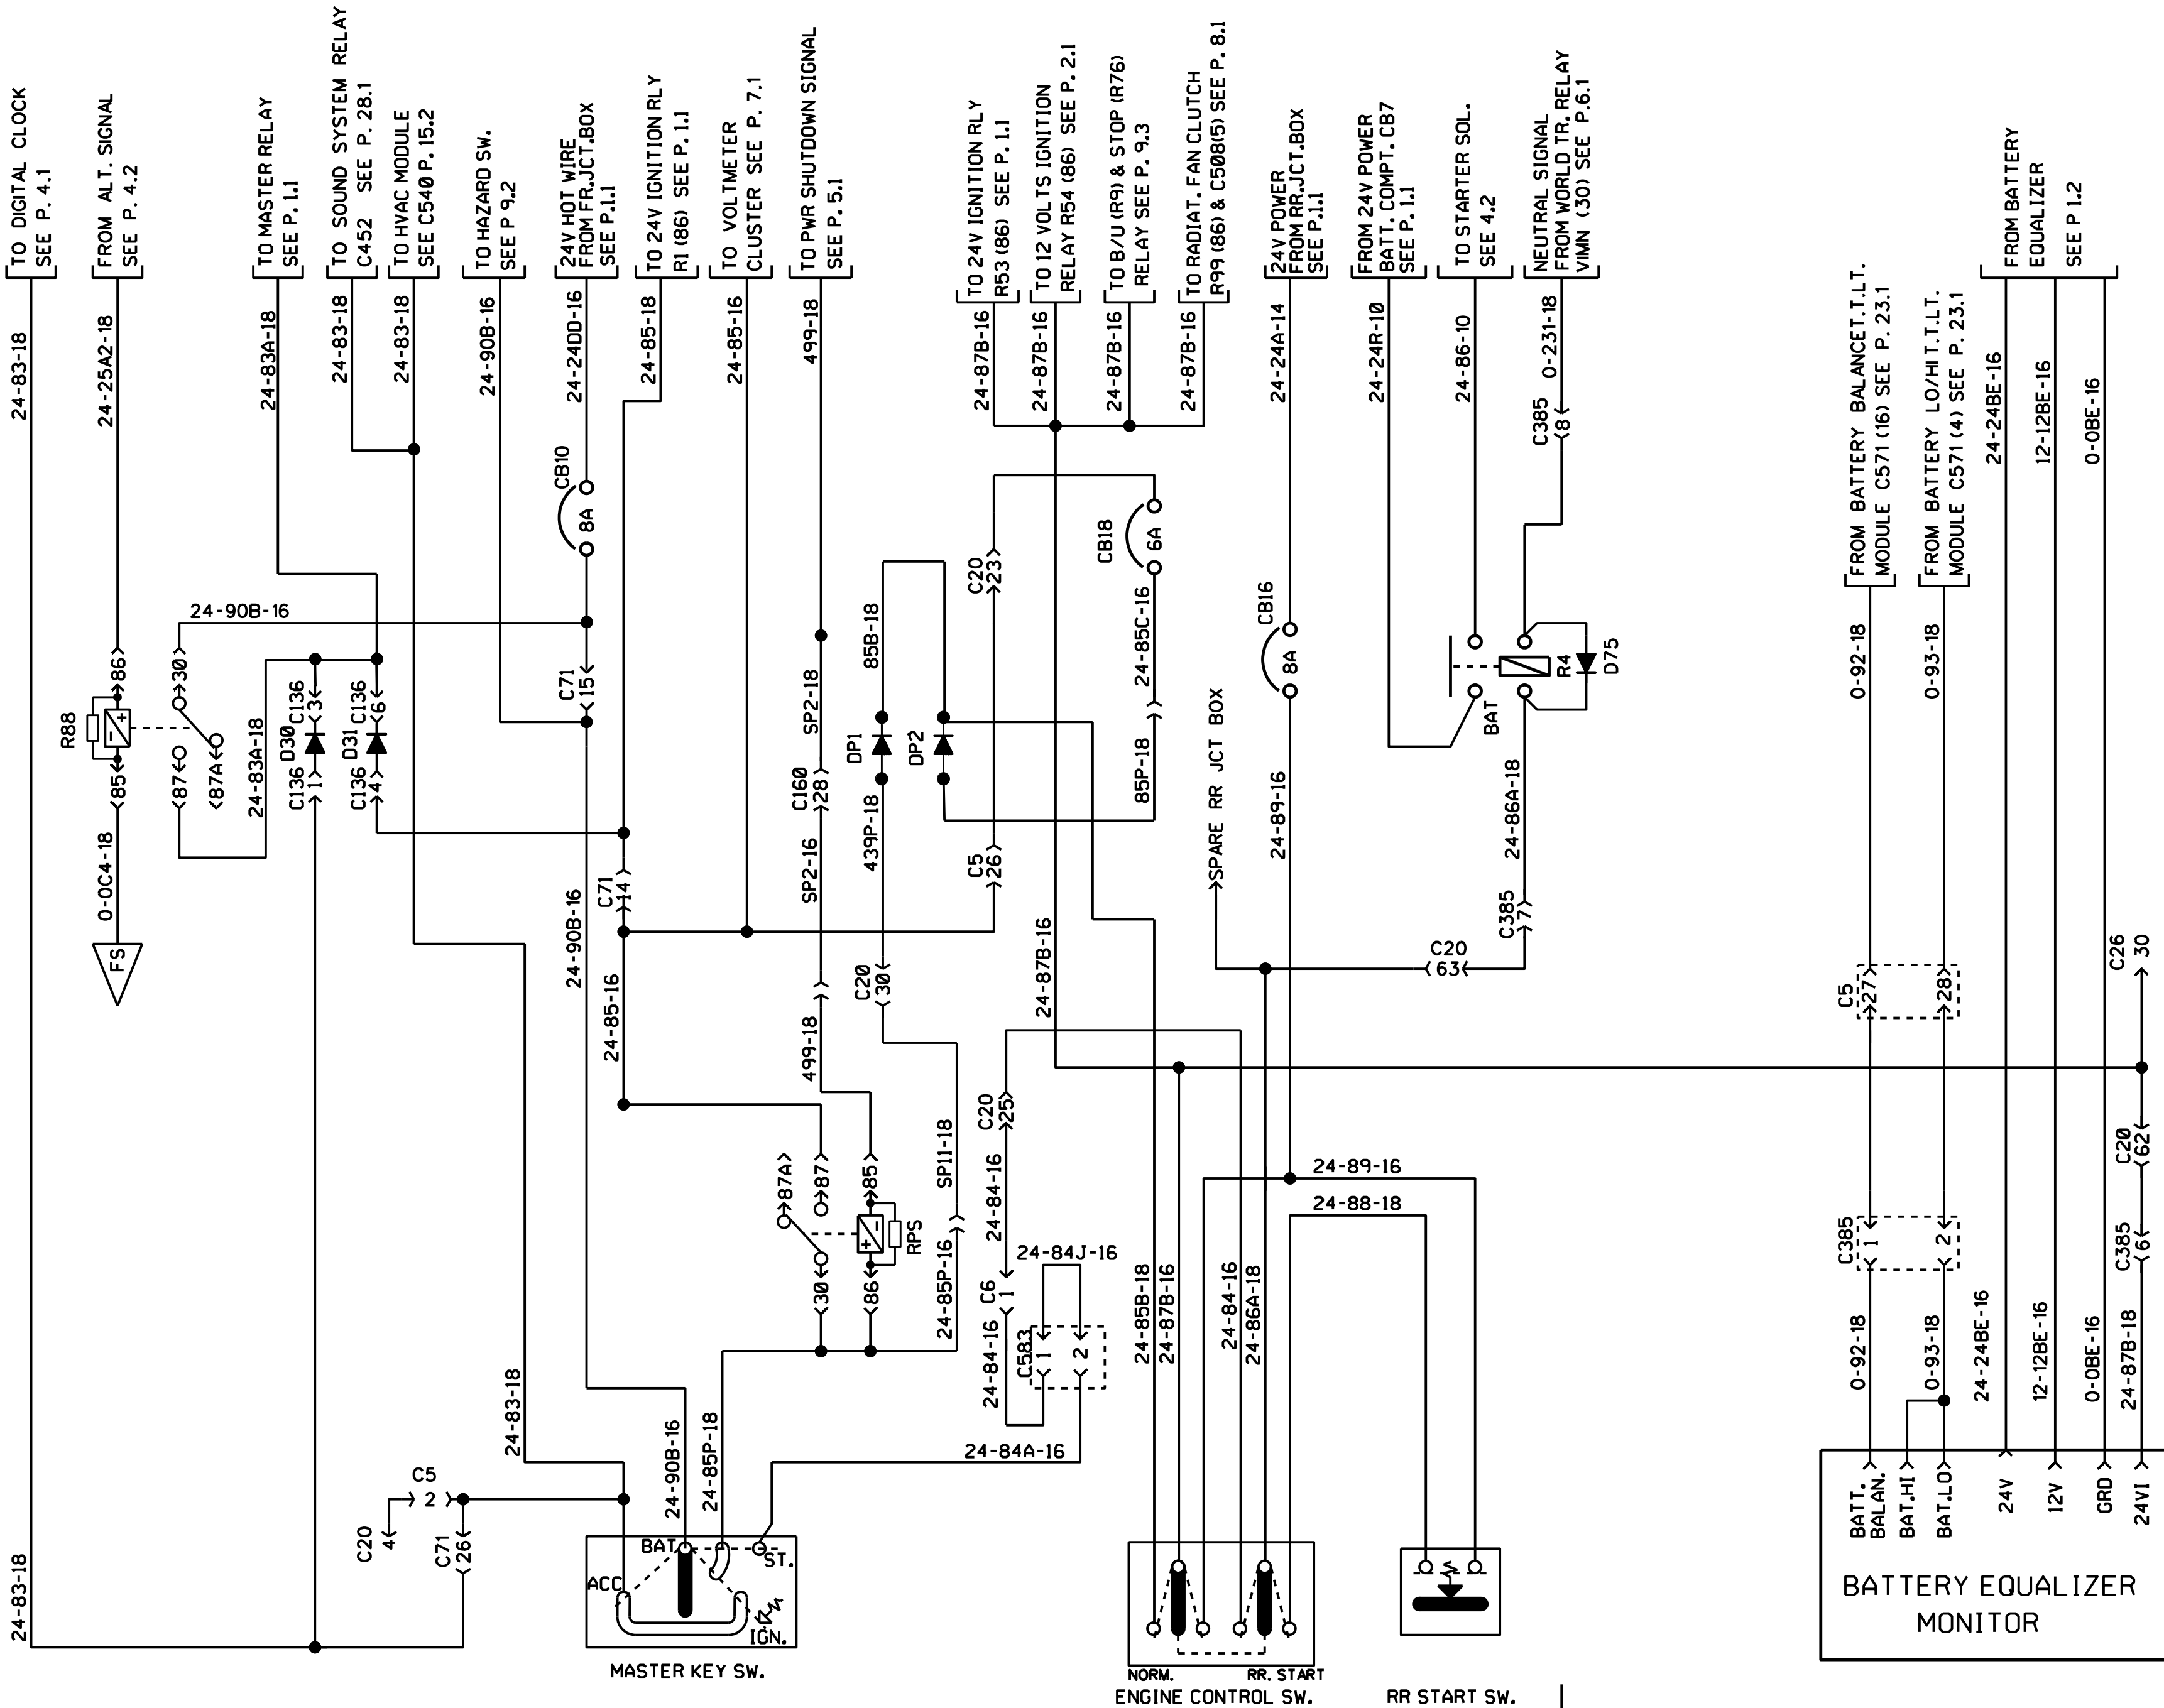 TO DIGITAL CLOCK
SEE P. 4.1
FROM ALT. SIGNAL
SEE P. 4.2
TO MASTER RELAY
SEE P. 1.1
TO SOUND SYSTEM RELAY
C452 SEE P. 28.1
TO HVAC MODULE
SEE C540 P. 15.2
TO HAZARD SW.
SEE P 9.2
24V HOT WIRE
FROM FR.JCT.BOX
SEE P.1.1
TO 24V IGNITION RLY
R1 (86) SEE P. 1.1
TO VOLTMETER
CLUSTER SEE P. 7.1
TO PWR SHUTDOWN SIGNAL
SEE P. 5.1
TO 24V IGNITION RLY
R53 (86) SEE P. 1.1
TO 12 VOLTS IGNITION
RELAY R54 (86) SEE P. 2.1
TO B/U (R9) & STOP (R76)
RELAY SEE P. 9.3
TO RADIAT. FAN CLUTCH
R99 (86) & C508(5) SEE P. 8.1
24V POWER
FROM RR.JCT.BOX
SEE P.1.1
FROM 24V POWER
BATT. COMPT. CB7
SEE P. 1.1
TO STARTER SOL.
SEE 4.2
NEUTRAL SIGNAL
FROM WORLD TR. RELAY
VIMN (30) SEE P.6.1
FROM BATTERY BALANCET.T.LT.
MODULE C571 (16) SEE P. 23.1
FROM BATTERY LO/HI T.T.LT.
MODULE C571 (4) SEE P. 23.1
FROM BATTERY
EQUALIZER
SEE P 1.2
24-83-18
24-25A2-18
24-83A-18
24-83-18
24-83-18
24-90B-16
24-24DD-16
24-85-18
24-85-16
499-18
24-87B-16
24-87B-16
24-87B-16
24-87B-16
24-24A-14
24-24R-10
24-86-10
0-231-18
C385
8
24-24BE-16
12-12BE-16
0-0BE-16
CB10
8A
CB18
6A
C20
23
CB16
8A
24-90B-16
86
30
R88
85
87
87A
24-83A-18
D30
C136
3
D31
C136
6
C136
1
C136
4
C71
15
SP2-18
85B-18
DP1
DP2
24-85C-16
85P-18
SPARE RR JCT BOX
BAT
R4
D75
0-92-18
0-93-18
0-0C4-18
FS
C71
14
24-90B-16
24-85-16
C160
28
SP2-16
439P-18
C5
26
24-89-16
24-86A-18
C385
7
C20
63
C20
30
499-18
24-87B-16
C5
27
28
C26
30
C20
25
24-84-16
87A
87
85
30
86
RPS
SP11-18
24-85P-16
C6
1
24-84-16
24-84J-16
C583
1
2
24-84A-16
24-85B-18
24-87B-16
24-84-16
24-86A-18
24-89-16
24-88-18
C385
1
2
C20
62
C385
6
0-92-18
0-93-18
24-24BE-16
12-12BE-16
0-0BE-16
24-87B-18
24-83-18
24-90B-16
24-85P-18
C5
2
C20
4
C71
26
24-83-18
BAT
ST.
ACC
IGN.
MASTER KEY SW.
NORM.
RR. START
ENGINE CONTROL SW.
RR START SW.
BATT.
BALAN.
BAT.HI
BAT.LO
24V
12V
GRD
24VI
BATTERY EQUALIZER
MONITOR